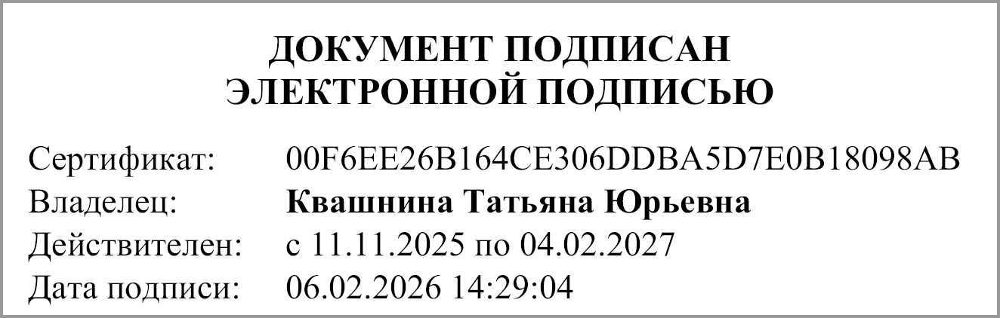 ДОКУМЕНТ ПОДПИСАН
ЭЛЕКТРОННОЙ ПОДПИСЬЮ
Сертификат: 00F6EE26B164CE306DDBA5D7E0B18098AB
Владелец: Квашнина Татьяна Юрьевна
Действителен: с 11.11.2025 по 04.02.2027
Дата подписи: 06.02.2026 14:29:04